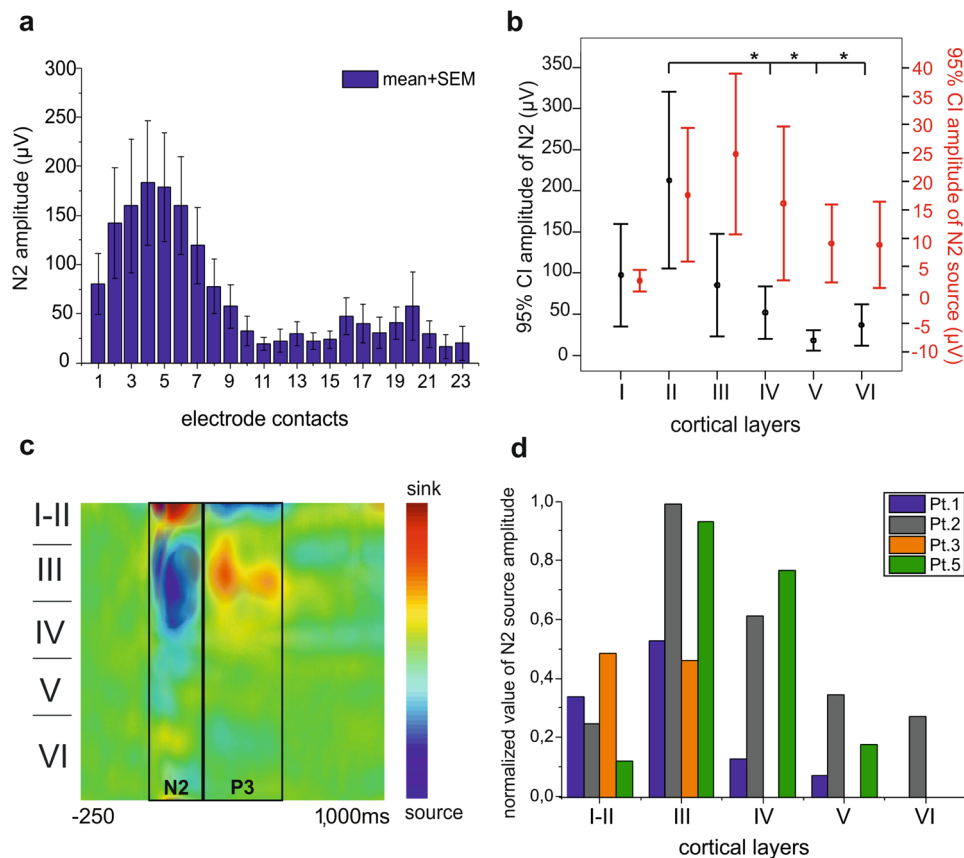 a
300
250
200
150
100
50
0
N2 amplitude (µV)
mean+SEM
1 3 5 7 9 11 13 15 17 19 21 23
electrode contacts
b
350
300
250
200
150
100
50
0
95% CI amplitude of N2 (µV)
* * *
40
35
30
25
20
15
10
5
0
-5
-10
95% CI amplitude of N2 source (µV)
I II III IV V VI
cortical layers
c
I-II
III
IV
V
VI
N2 P3
-250 1,000ms
sink
source
d
1,0
0,8
0,6
0,4
0,2
0,0
normalized value of N2 source amplitude
Pt.1
Pt.2
Pt.3
Pt.5
I-II III IV V VI
cortical layers